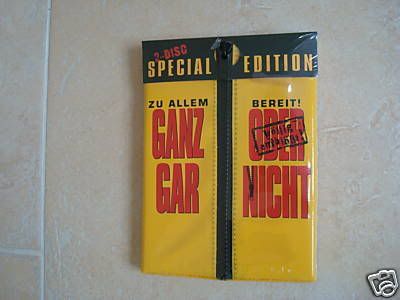 2-DISC
SPECIAL EDITION
ZU ALLEM BEREIT!
GANZ ODER
GAR NICHT